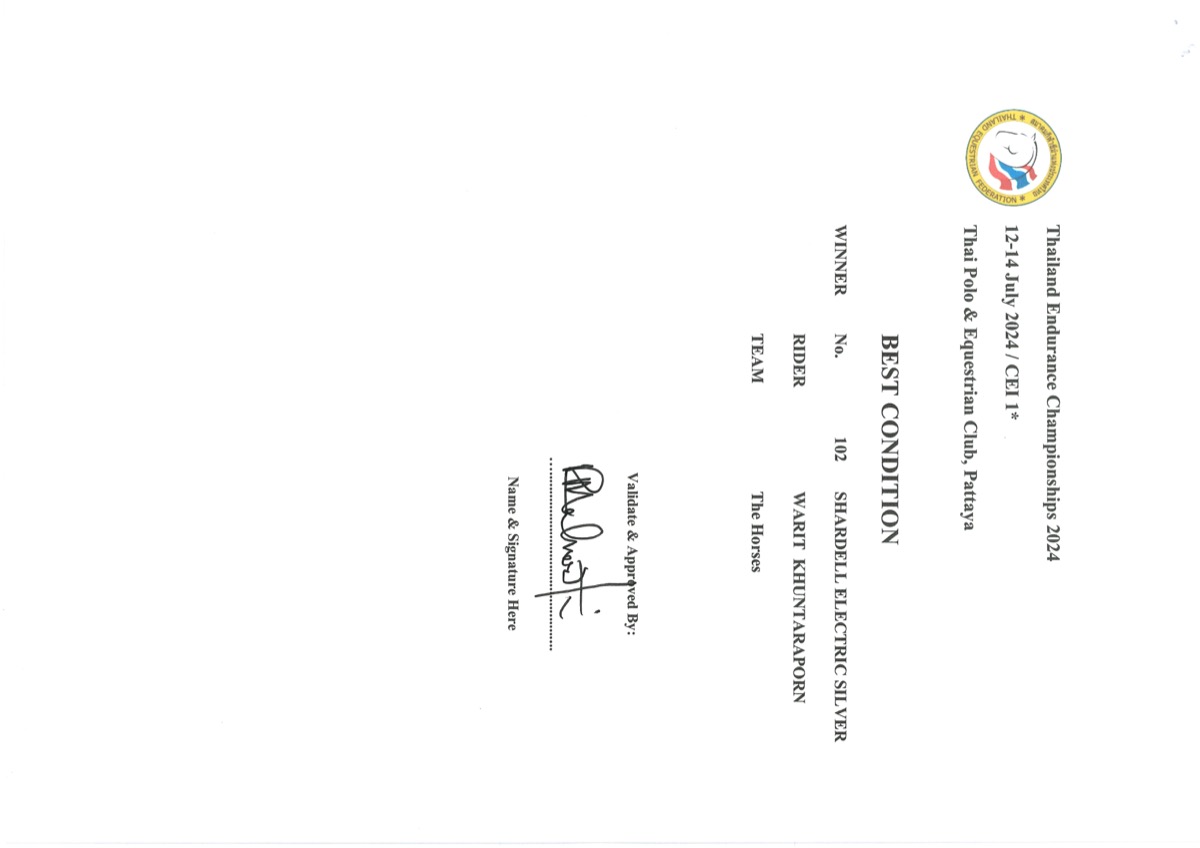 THAILAND EQUESTRIAN FEDERATION
Thailand Endurance Championships 2024
12-14 July 2024 / CEI 1*
Thai Polo & Equestrian Club, Pattaya
BEST CONDITION
WINNER No. 102 SHARDELL ELECTRIC SILVER
RIDER WARIT KHUNTARAPORN
TEAM The Horses
Validate & Approved By:
Name & Signature Here